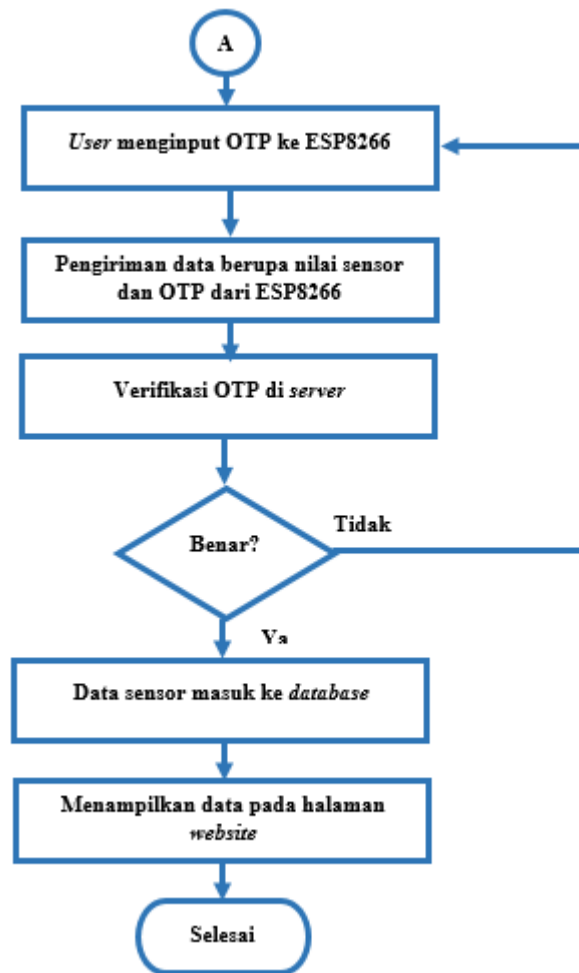 A
User menginput OTP ke ESP8266
Pengiriman data berupa nilai sensor
dan OTP dari ESP8266
Verifikasi OTP di server
Benar?
Tidak
Va
Data sensor masuk ke database
Menampilkan data pada halaman
website
Selesai